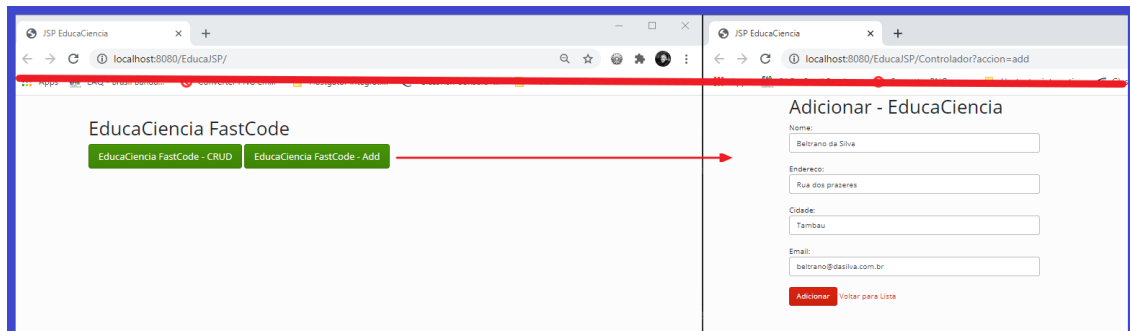 JSP EducaCiencia
localhost:8080/EducaJSP/
Apps
EducaCiencia FastCode
EducaCiencia FastCode - CRUD
EducaCiencia FastCode - Add
JSP EducaCiencia
localhost:8080/EducaJSP/Controlador?accion=add
Adicionar - EducaCiencia
Nome:
Beltrano da Silva
Endereco:
Rua dos prazeres
Cidade:
Tambau
Email:
beltrano@dasilva.com.br
Adicionar
Voltar para Lista